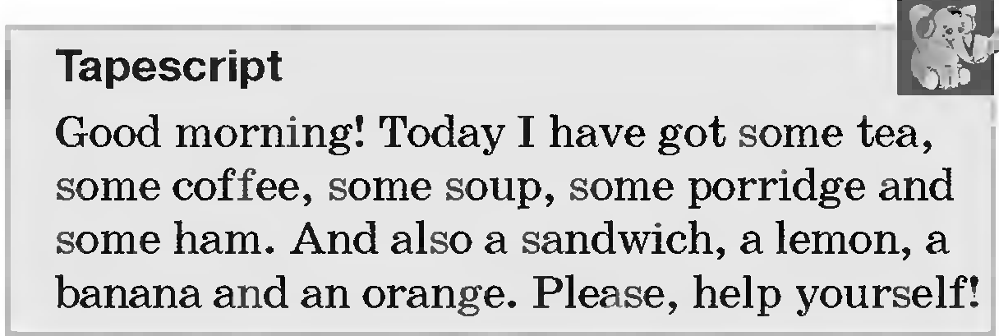 Tapescript
Good morning! Today I have got some tea,
some coffee, some soup, some porridge and
some ham. And also a sandwich, a lemon, a
banana and an orange. Please, help yourself!